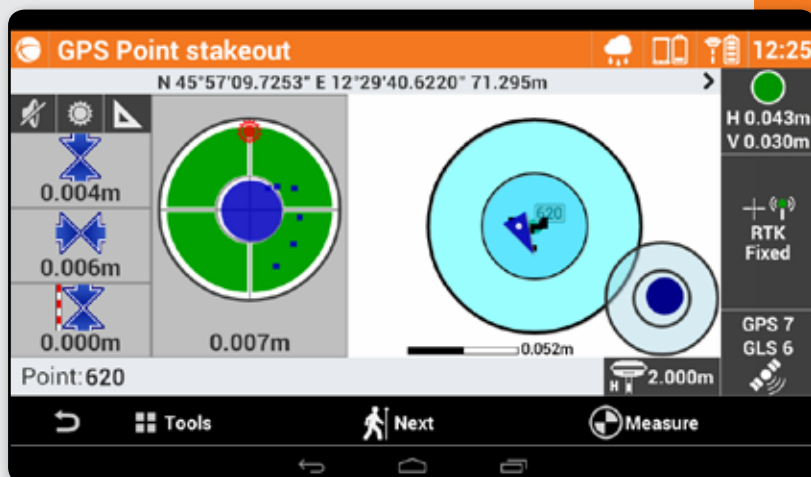 GPS Point stakeout
12:25
N 45°57'09.7253" E 12°29'40.6220" 71.295m
H 0.043m
V 0.030m
0.004m
0.006m
0.000m
0.007m
620
0.052m
RTK
Fixed
GPS 7
GLS 6
Point:620
H
2.000m
Tools
Next
Measure